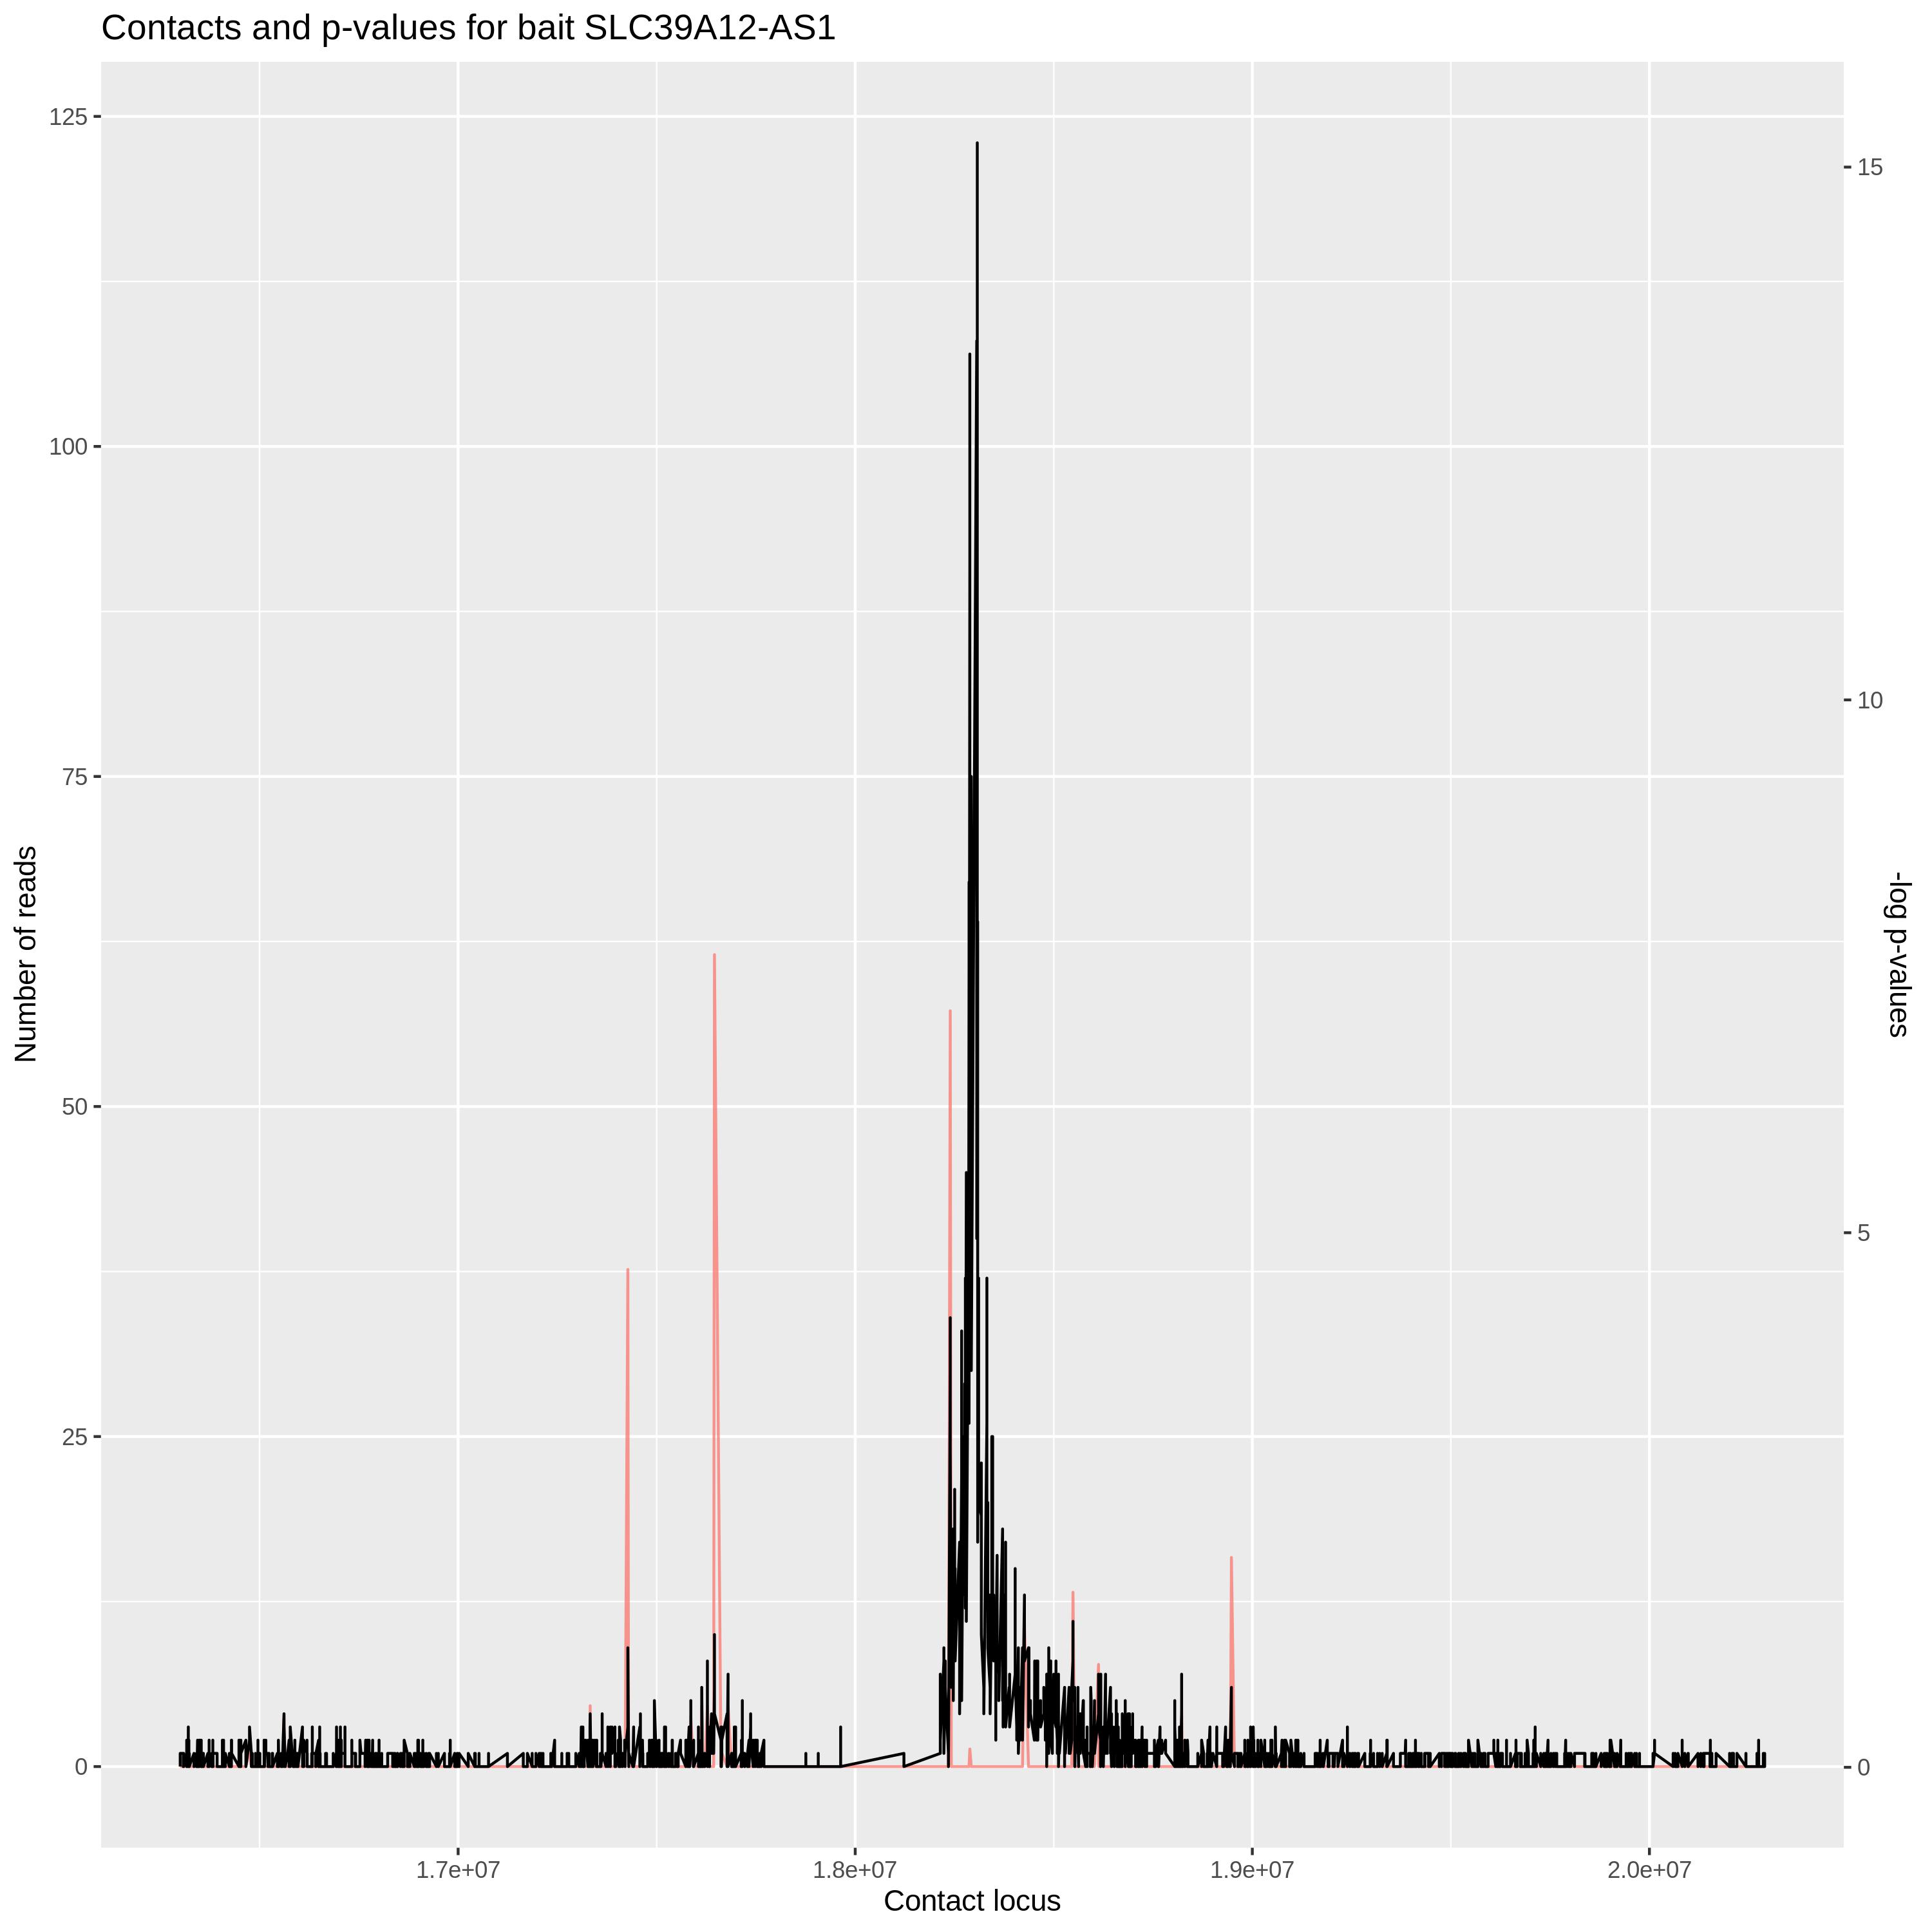 Contacts and p-values for bait SLC39A12-AS1
125
100
75
50
25
0
Number of reads
15
10
5
0
-log p-values
1.7e+07
1.8e+07
1.9e+07
2.0e+07
Contact locus